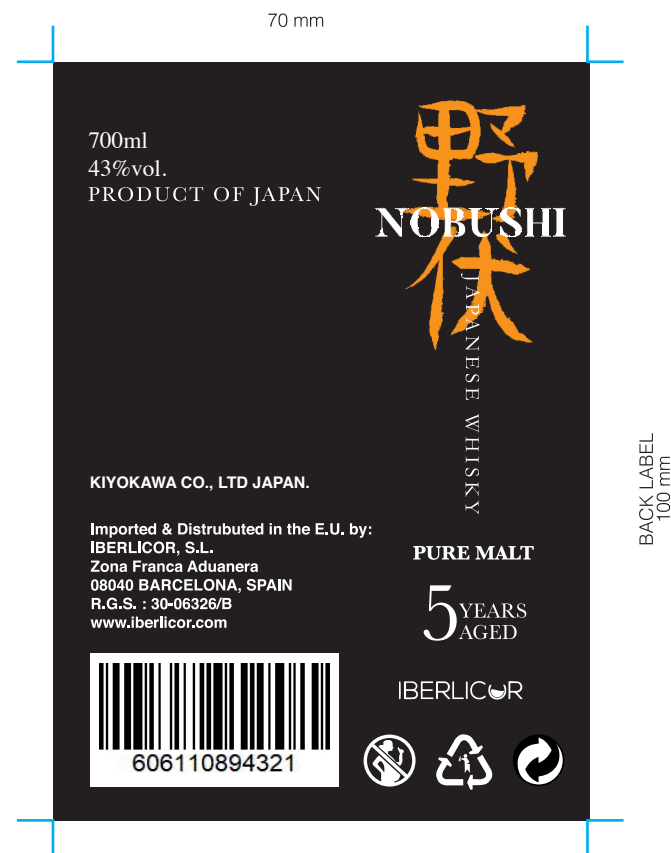 70 mm
700ml
43%vol.
PRODUCT OF JAPAN
野伏
NOBUSHI
JAPANESE WHISKY
KIYOKAWA CO., LTD JAPAN.
Imported & Distrubuted in the E.U. by:
IBERLICOR, S.L.
Zona Franca Aduanera
08040 BARCELONA, SPAIN
R.G.S. : 30-06326/B
www.iberlicor.com
PURE MALT
5 YEARS
AGED
IBERLICOR
606110894321
BACK LABEL
100 mm